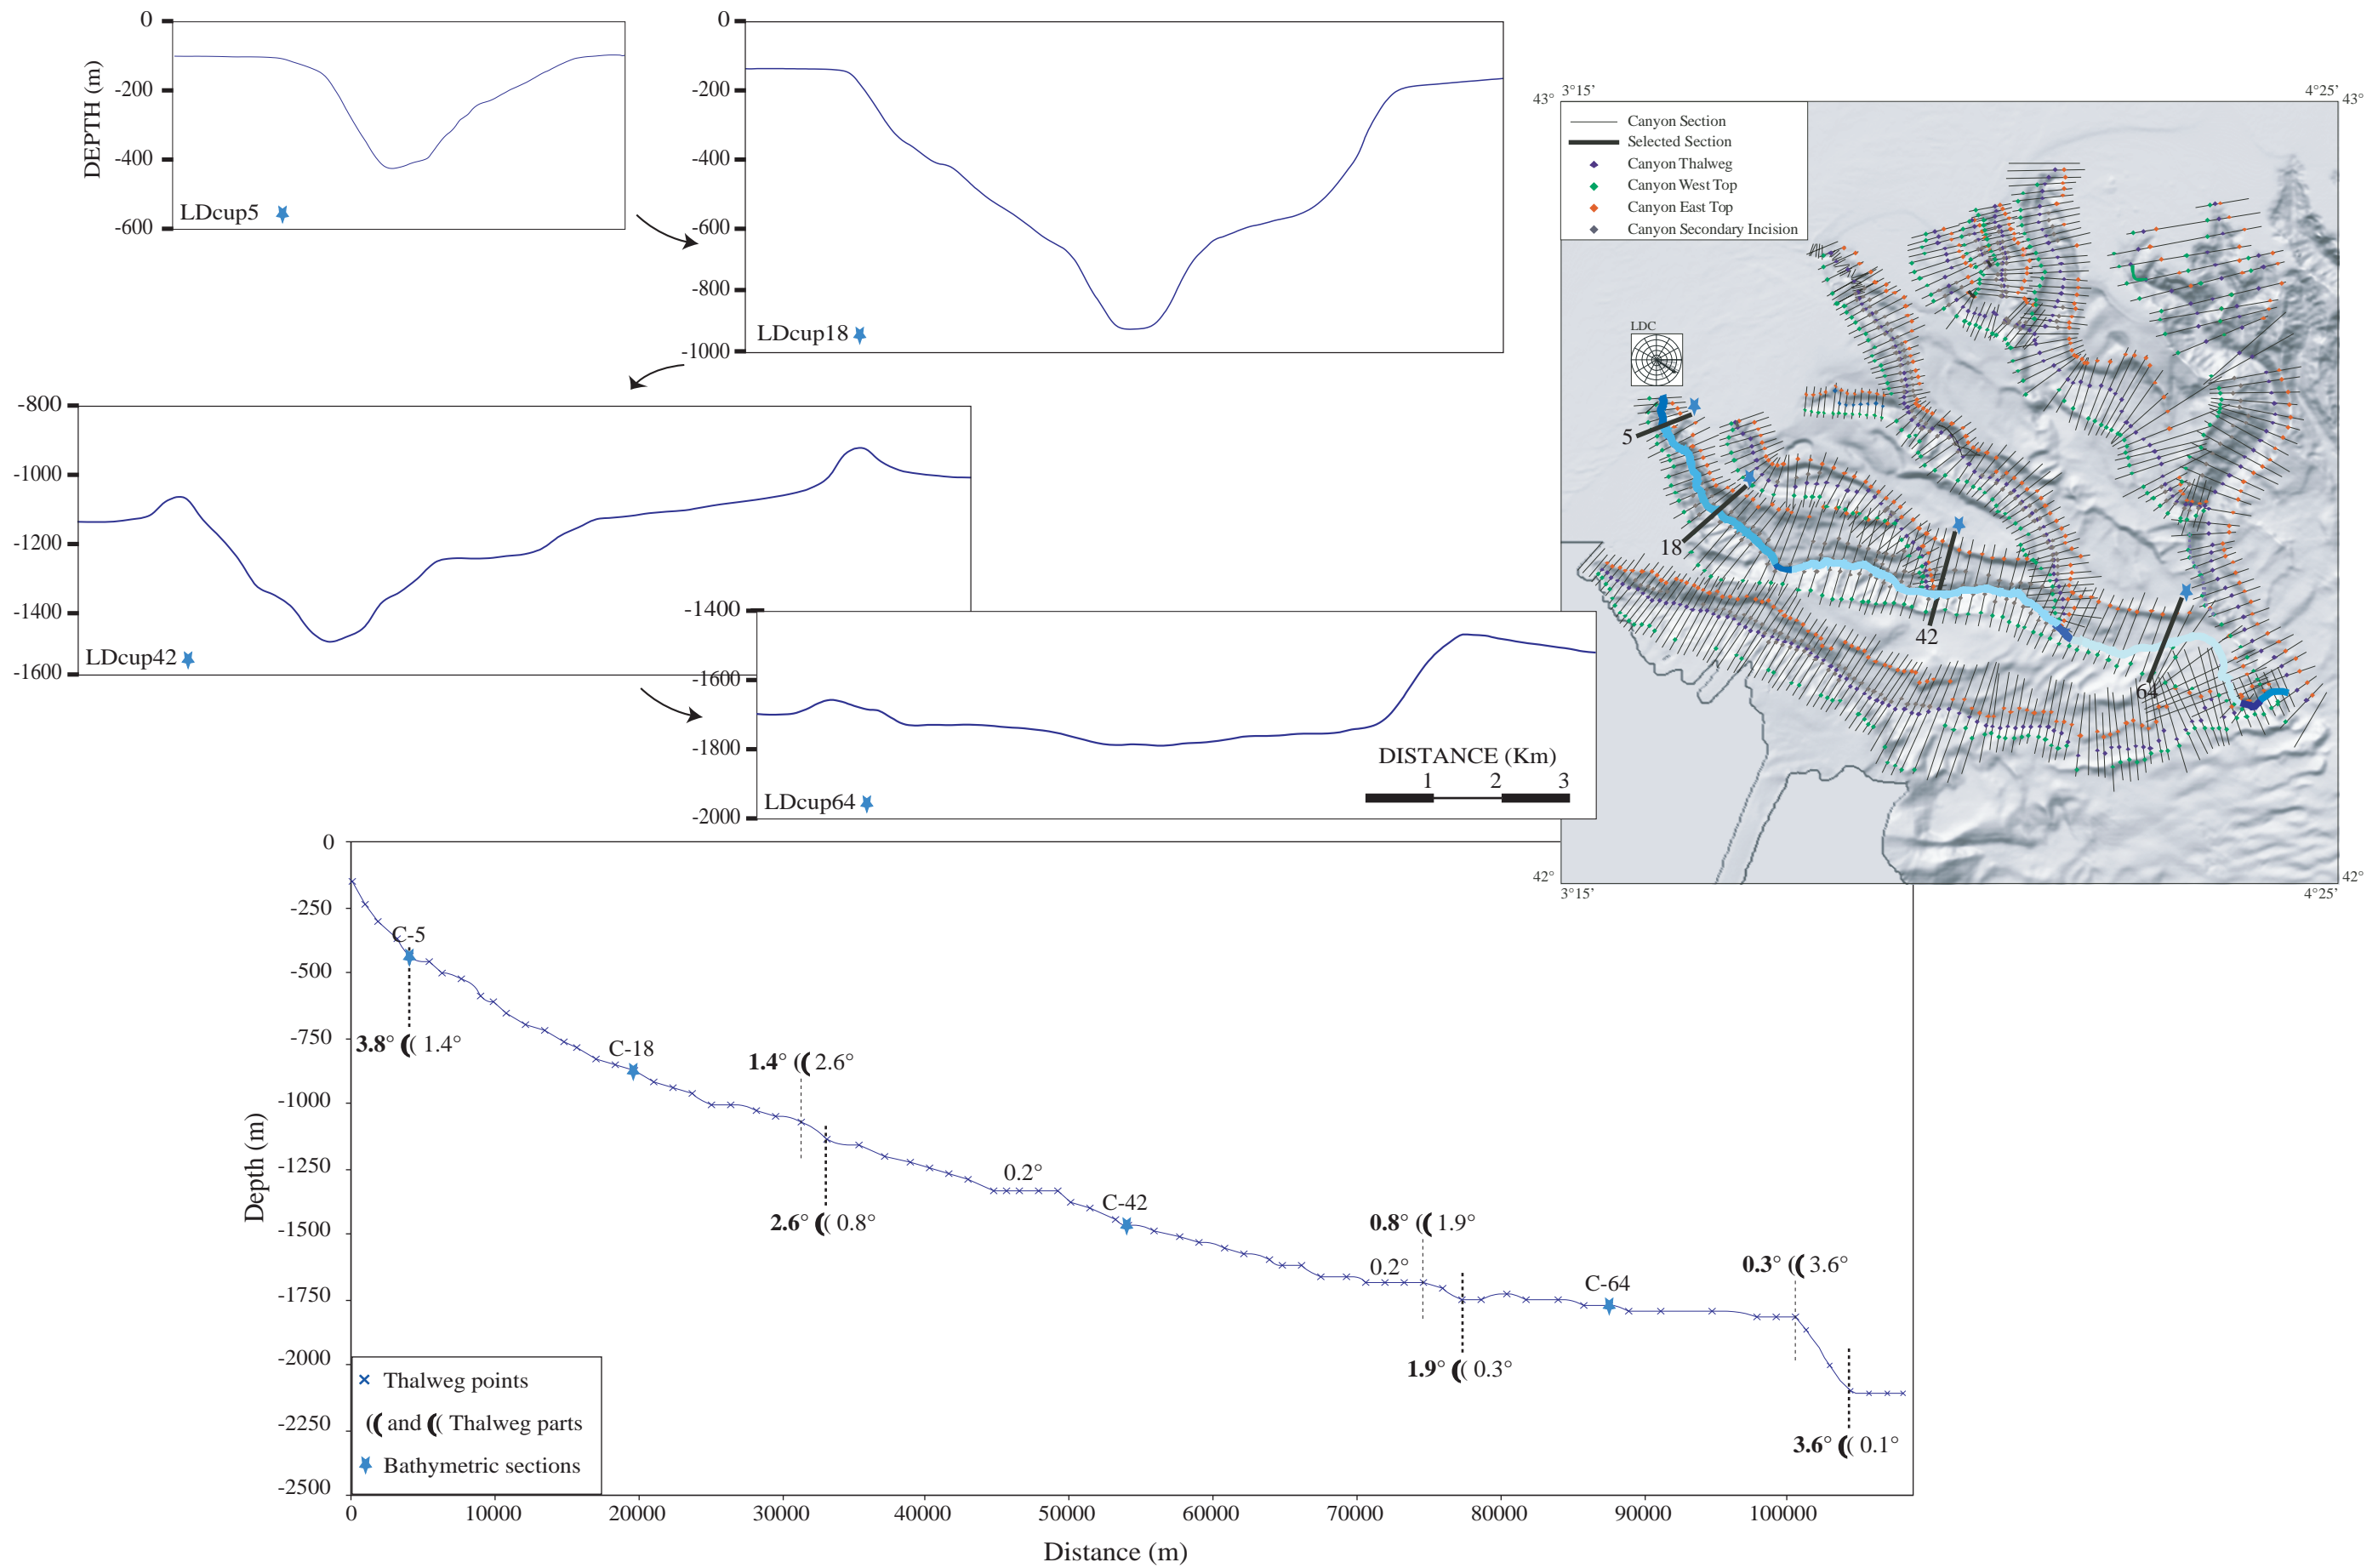 0
-200
-400
-600
DEPTH (m)
LDcup5
0
-200
-400
-600
-800
-1000
LDcup18
-800
-1000
-1200
-1400
-1600
LDcup42
-1400
-1600
-1800
-2000
LDcup64
DISTANCE (Km)
1 2 3
43° 3°15' 4°25' 43°
Canyon Section
Selected Section
Canyon Thalweg
Canyon West Top
Canyon East Top
Canyon Secondary Incision
LDC
5
18
42
64
42° 42°
3°15' 4°25'
0
-250
-500
-750
-1000
-1250
-1500
-1750
-2000
-2250
-2500
Depth (m)
C-5
3.8° (( 1.4°
C-18
1.4° (( 2.6°
2.6° (( 0.8°
0.2°
C-42
0.8° (( 1.9°
0.2°
1.9° (( 0.3°
C-64
0.3° (( 3.6°
3.6° (( 0.1°
Thalweg points
(( and (( Thalweg parts
Bathymetric sections
0 10000 20000 30000 40000 50000 60000 70000 80000 90000 100000
Distance (m)